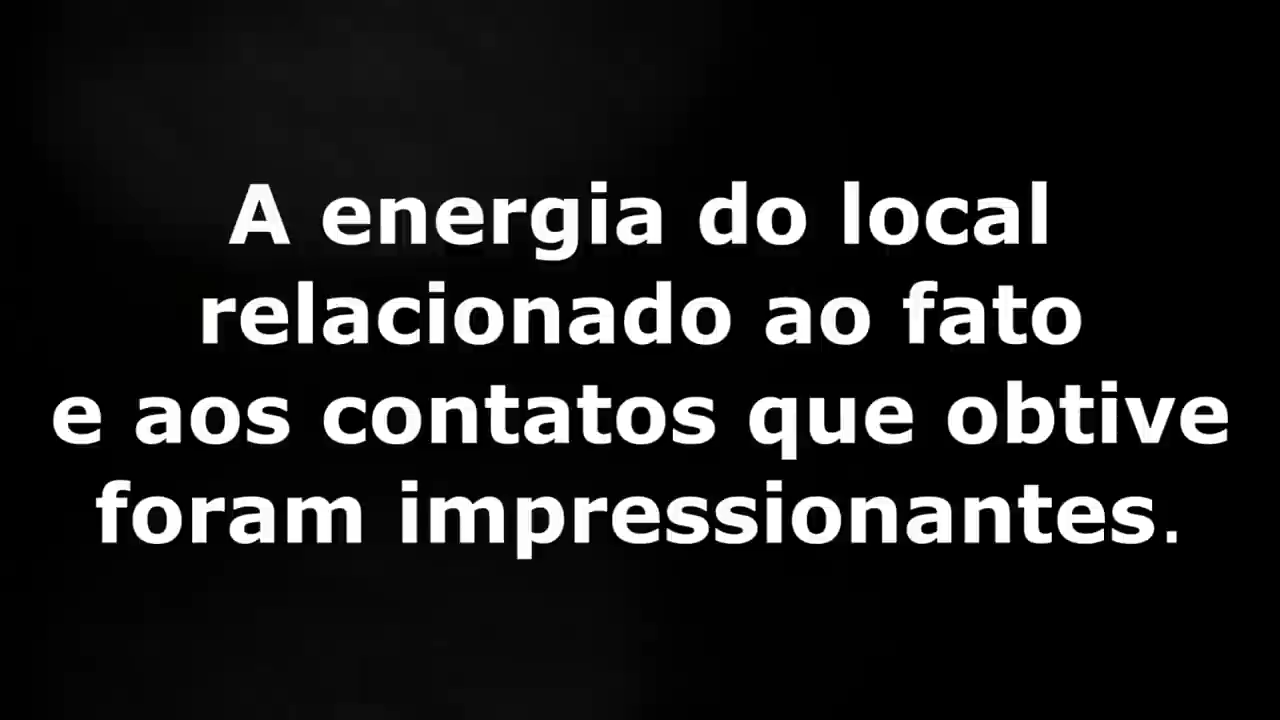 A energia do local
relacionado ao fato
e aos contatos que obtive
foram impressionantes.